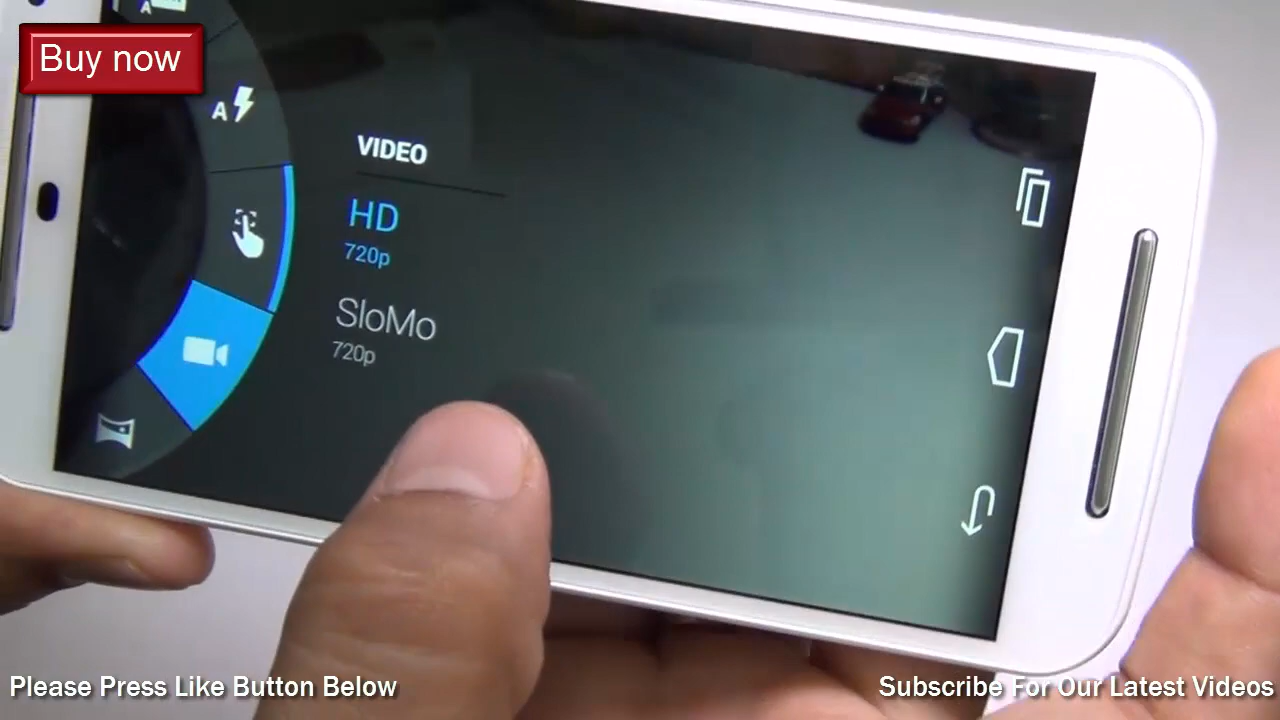 Buy now
A
A
VIDEO
HD
720p
SloMo
720p
Please Press Like Button Below
Subscribe For Our Latest Videos